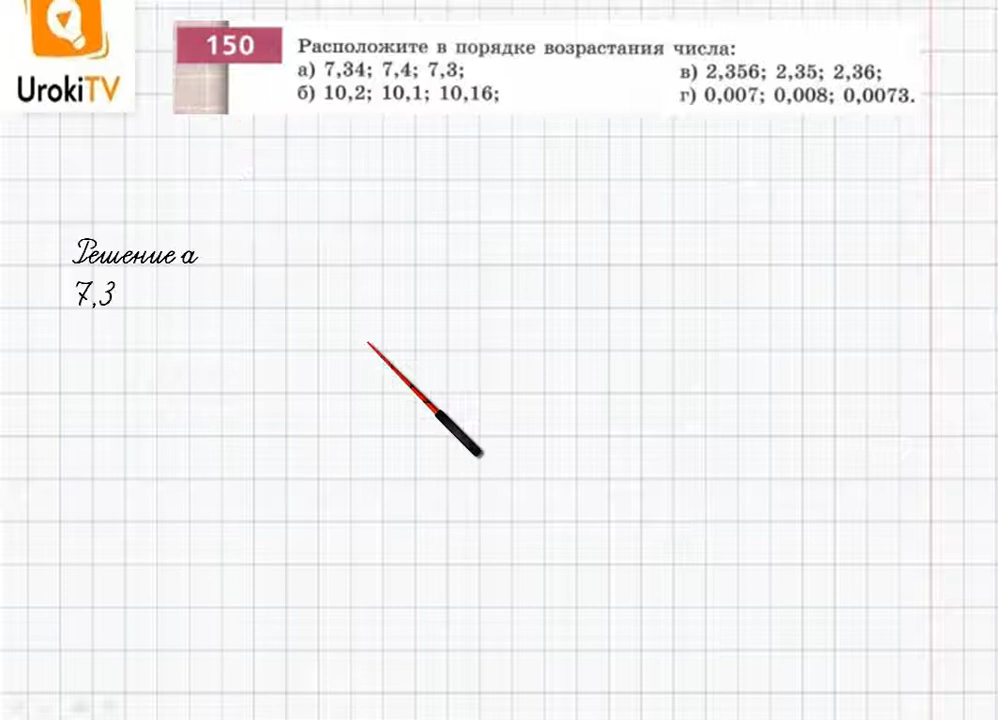 UrokiTV
150
Расположите в порядке возрастания числа:
а) 7,34; 7,4; 7,3;
б) 10,2; 10,1; 10,16;
в) 2,356; 2,35; 2,36;
г) 0,007; 0,008; 0,0073.
Решение а
7,3